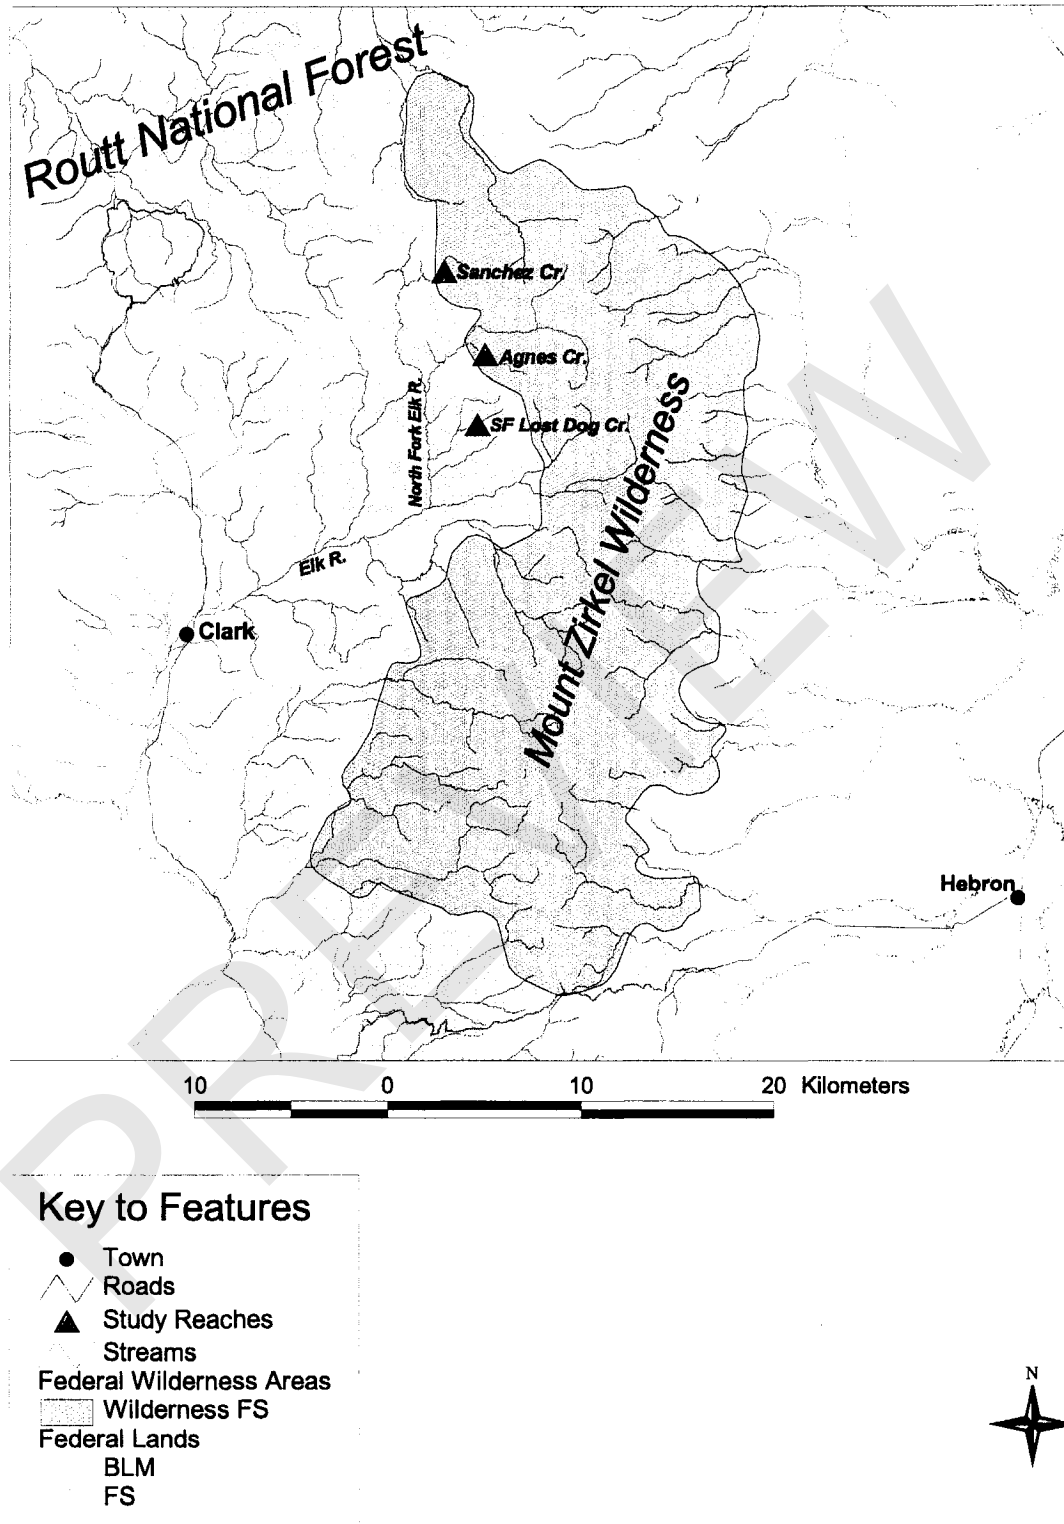 Routt National Forest
Sanchez Cr.
Agnes Cr.
SF Lost Dog Cr.
North Fork Elk R.
Mount Zirkel Wilderness
Elk R.
Clark
Hebron
PREVIEW
10 0 10 20 Kilometers
Key to Features
Town
Roads
Study Reaches
Streams
Federal Wilderness Areas
Wilderness FS
Federal Lands
BLM
FS
N